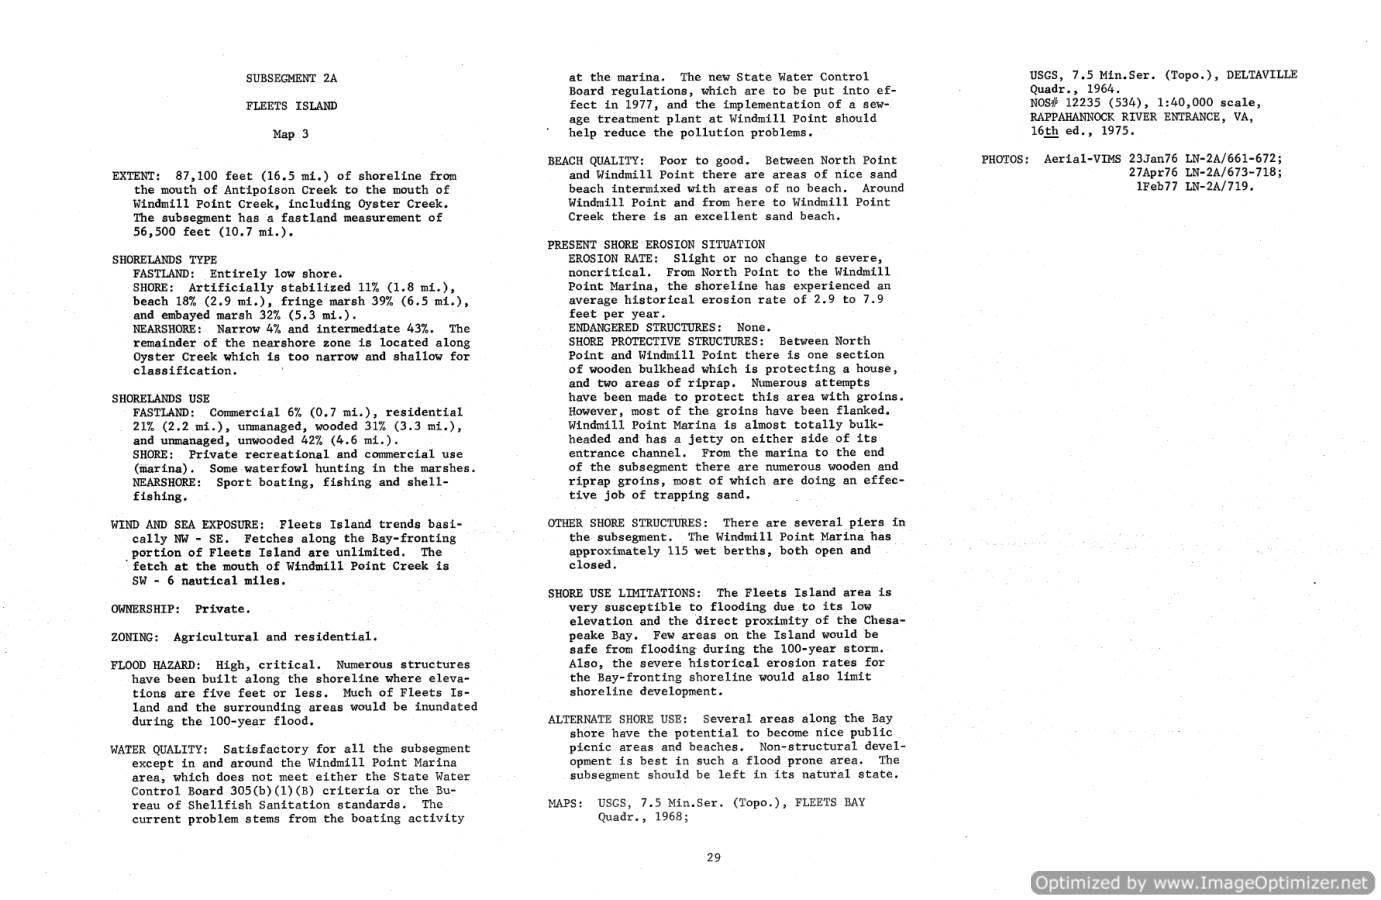 SUBSEGMENT 2A
FLEETS ISLAND
Map 3
EXTENT: 87,100 feet (16.5 mi.) of shoreline from
the mouth of Antipoison Creek to the mouth of
Windmill Point Creek, including Oyster Creek.
The subsegment has a fastland measurement of
56,500 feet (10.7 mi.).
SHORELANDS TYPE
FASTLAND: Entirely low shore.
SHORE: Artificially stabilized 11% (1.8 mi.),
beach 18% (2.9 mi.), fringe marsh 39% (6.5 mi.),
and embayed marsh 32% (5.3 mi.).
NEARSHORE: Narrow 4% and intermediate 43%. The
remainder of the nearshore zone is located along
Oyster Creek which is too narrow and shallow for
classification.
SHORELANDS USE
FASTLAND: Commercial 6% (0.7 mi.), residential
21% (2.2 mi.), unmanaged, wooded 31% (3.3 mi.),
and unmanaged, unwooded 42% (4.6 mi.).
SHORE: Private recreational and commercial use
(marina). Some waterfowl hunting in the marshes.
NEARSHORE: Sport boating, fishing and shell-
fishing.
WIND AND SEA EXPOSURE: Fleets Island trends basi-
cally NW - SE. Fetches along the Bay-fronting
portion of Fleets Island are unlimited. The
fetch at the mouth of Windmill Point Creek is
SW - 6 nautical miles.
OWNERSHIP: Private.
ZONING: Agricultural and residential.
FLOOD HAZARD: High, critical. Numerous structures
have been built along the shoreline where eleva-
tions are five feet or less. Much of Fleets Is-
land and the surrounding areas would be inundated
during the 100-year flood.
WATER QUALITY: Satisfactory for all the subsegment
except in and around the Windmill Point Marina
area, which does not meet either the State Water
Control Board 305(b)(1)(B) criteria or the Bu-
reau of Shellfish Sanitation standards. The
current problem stems from the boating activity
at the marina. The new State Water Control
Board regulations, which are to be put into ef-
fect in 1977, and the implementation of a sew-
age treatment plant at Windmill Point should
help reduce the pollution problems.
BEACH QUALITY: Poor to good. Between North Point
and Windmill Point there are areas of nice sand
beach intermixed with areas of no beach. Around
Windmill Point and from here to Windmill Point
Creek there is an excellent sand beach.
PRESENT SHORE EROSION SITUATION
EROSION RATE: Slight or no change to severe,
noncritical. From North Point to the Windmill
Point Marina, the shoreline has experienced an
average historical erosion rate of 2.9 to 7.9
feet per year.
ENDANGERED STRUCTURES: None.
SHORE PROTECTIVE STRUCTURES: Between North
Point and Windmill Point there is one section
of wooden bulkhead which is protecting a house,
and two areas of riprap. Numerous attempts
have been made to protect this area with groins.
However, most of the groins have been flanked.
Windmill Point Marina is almost totally bulk-
headed and has a jetty on either side of its
entrance channel. From the marina to the end
of the subsegment there are numerous wooden and
riprap groins, most of which are doing an effec-
tive job of trapping sand.
OTHER SHORE STRUCTURES: There are several piers in
the subsegment. The Windmill Point Marina has
approximately 115 wet berths, both open and
closed.
SHORE USE LIMITATIONS: The Fleets Island area is
very susceptible to flooding due to its low
elevation and the direct proximity of the Chesa-
peake Bay. Few areas on the Island would be
safe from flooding during the 100-year storm.
Also, the severe historical erosion rates for
the Bay-fronting shoreline would also limit
shoreline development.
ALTERNATE SHORE USE: Several areas along the Bay
shore have the potential to become nice public
picnic areas and beaches. Non-structural devel-
opment is best in such a flood prone area. The
subsegment should be left in its natural state.
MAPS: USGS, 7.5 Min.Ser. (Topo.), FLEETS BAY
Quadr., 1968;
USGS, 7.5 Min.Ser. (Topo.), DELTAVILLE
Quadr., 1964.
NOS# 12235 (534), 1:40,000 scale,
RAPPAHANNOCK RIVER ENTRANCE, VA,
16th ed., 1975.
PHOTOS: Aerial-VIMS 23Jan76 LN-2A/661-672;
27Apr76 LN-2A/673-718;
1Feb77 LN-2A/719.
29
Optimized by www.ImageOptimizer.net